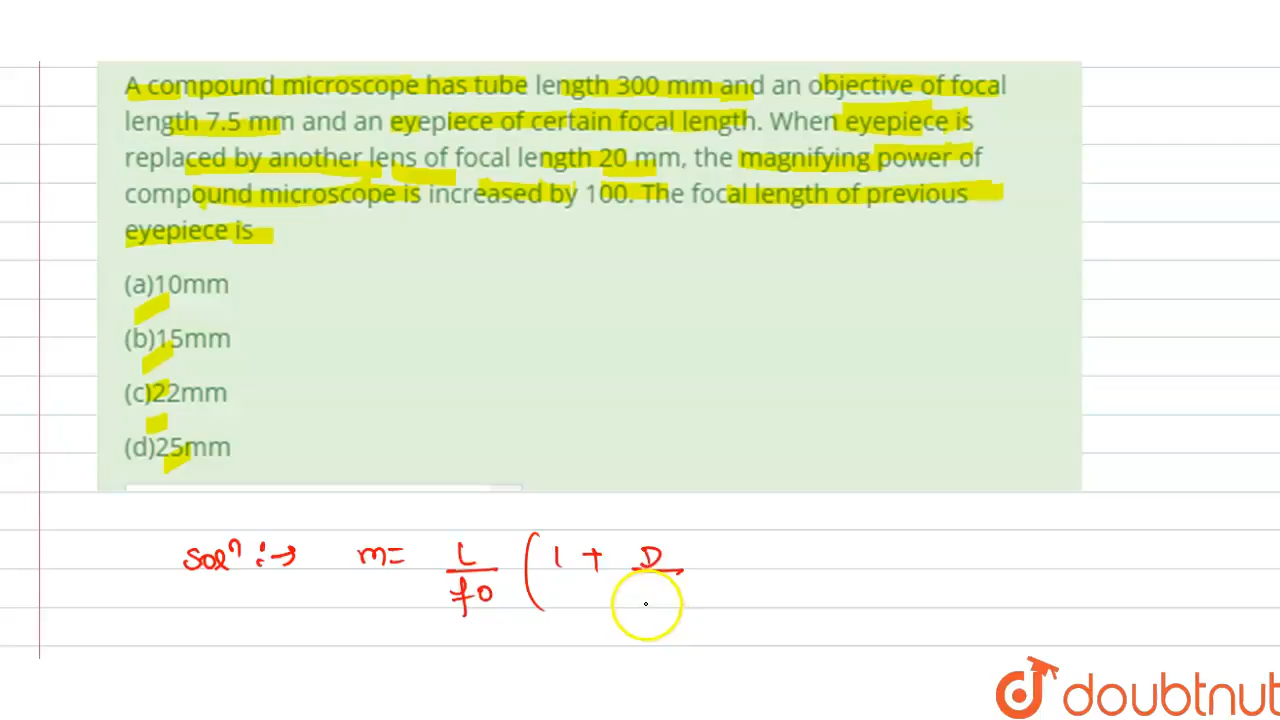 A compound microscope has tube length 300 mm and an objective of focal
length 7.5 mm and an eyepiece of certain focal length. When eyepiece is
replaced by another lens of focal length 20 mm, the magnifying power of
compound microscope is increased by 100. The focal length of previous
eyepiece is
(a)10mm
(b)15mm
(c)22mm
(d)25mm
Solⁿ :→ m= L/fo ( 1 + D
doubtnut